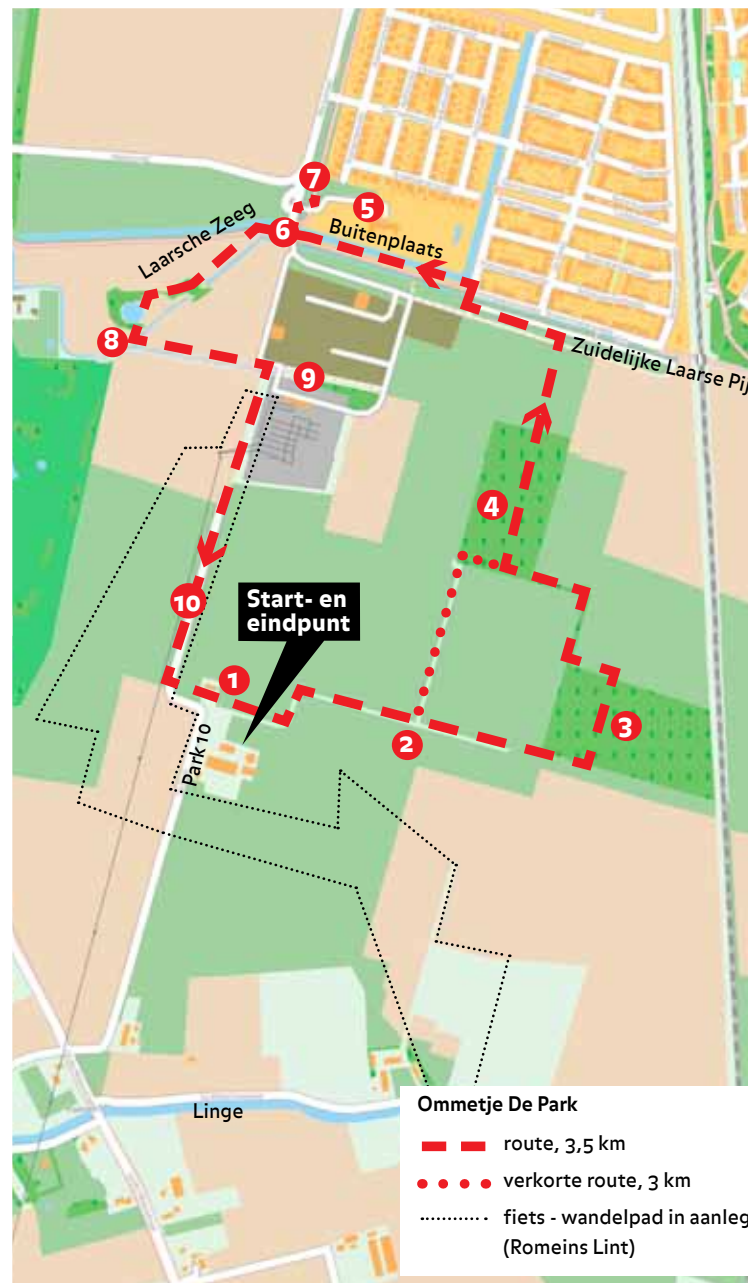 7
5
Laarsche Zeeg
6
Buitenplaats
8
Zuidelijke Laarse Pij
9
4
10
Start- en
eindpunt
1
3
2
Park 10
Linge
Ommetje De Park
route, 3,5 km
verkorte route, 3 km
fiets - wandelpad in aanleg
(Romeins Lint)